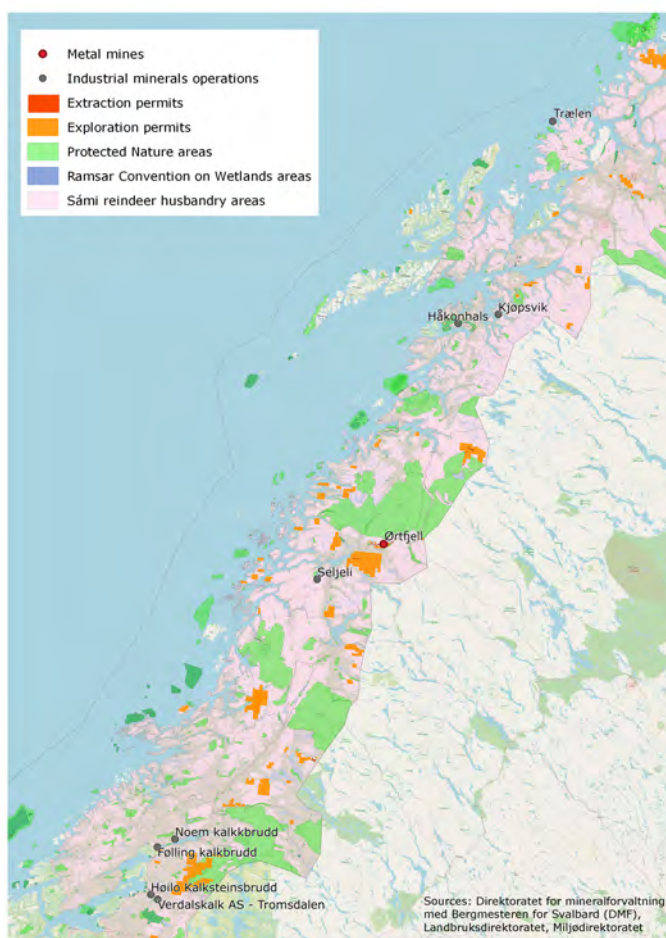 Metal mines
Industrial minerals operations
Extraction permits
Exploration permits
Protected Nature areas
Ramsar Convention on Wetlands areas
Sámi reindeer husbandry areas
Trælen
Kjøpsvik
Håkonhals
Ørtfjell
Seljeli
Noem kalkkbrudd
Følling kalkbrudd
Høilo Kalksteinsbrudd
Verdalskalk AS - Tromsdalen
Sources: Direktoratet for mineralforvaltning
med Bergmesteren for Svalbard (DMF),
Landbruksdirektoratet, Miljødirektoratet